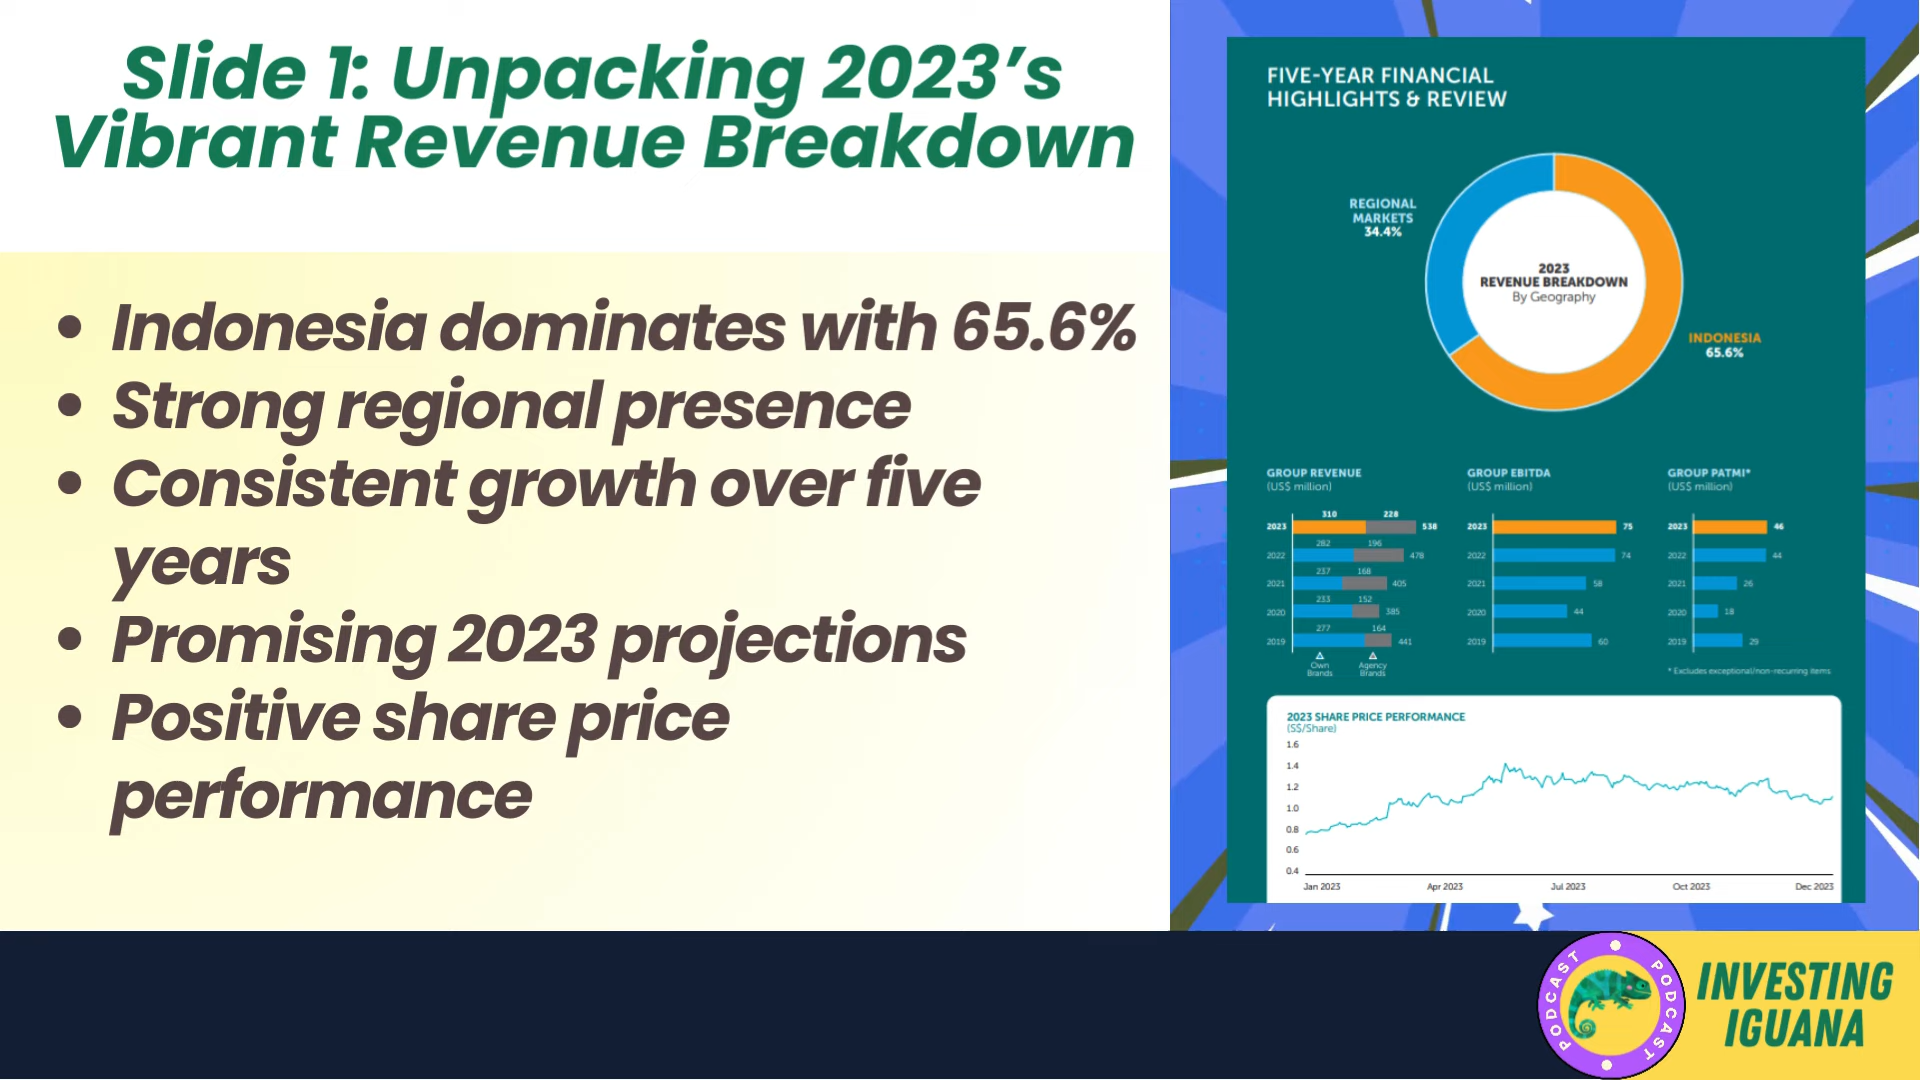 Slide 1: Unpacking 2023’s
Vibrant Revenue Breakdown
• Indonesia dominates with 65.6%
• Strong regional presence
• Consistent growth over five
years
• Promising 2023 projections
• Positive share price
performance
FIVE-YEAR FINANCIAL
HIGHLIGHTS & REVIEW
REGIONAL
MARKETS
34.4%
2023
REVENUE BREAKDOWN
By Geography
INDONESIA
65.6%
GROUP REVENUE
(US$ million)
310 228
2023 538
282 196
2022 478
237 168
2021 405
233 152
2020 385
277 164
2019 441
Own
Brands
Agency
Brands
GROUP EBITDA
(US$ million)
2023 75
2022 74
2021 58
2020 44
2019 60
GROUP PATMI*
(US$ million)
2023 46
2022 44
2021 26
2020 18
2019 29
* Excludes exceptional/non-recurring items
2023 SHARE PRICE PERFORMANCE
(S$/Share)
1.6
1.4
1.2
1.0
0.8
0.6
0.4
Jan 2023 Apr 2023 Jul 2023 Oct 2023 Dec 2023
PODCAST
PODCAST
INVESTING
IGUANA